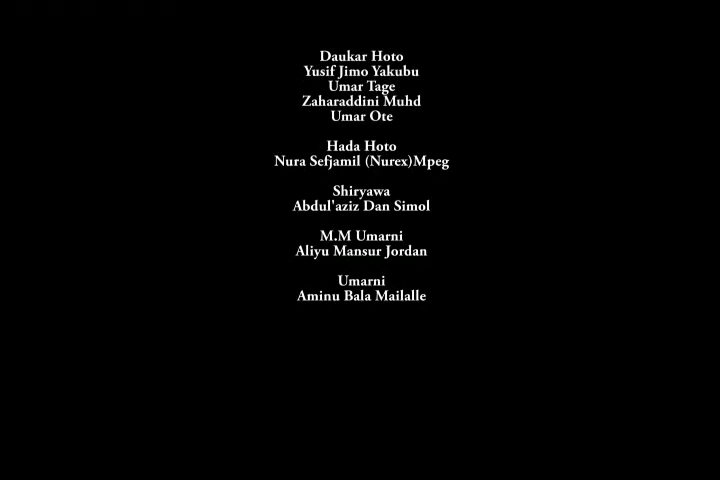 Daukar Hoto
Yusif Jimo Yakubu
Umar Tage
Zaharaddini Muhd
Umar Ote
Hada Hoto
Nura Sefjamil (Nurex)Mpeg
Shiryawa
Abdul'aziz Dan Simol
M.M Umarni
Aliyu Mansur Jordan
Umarni
Aminu Bala Mailalle